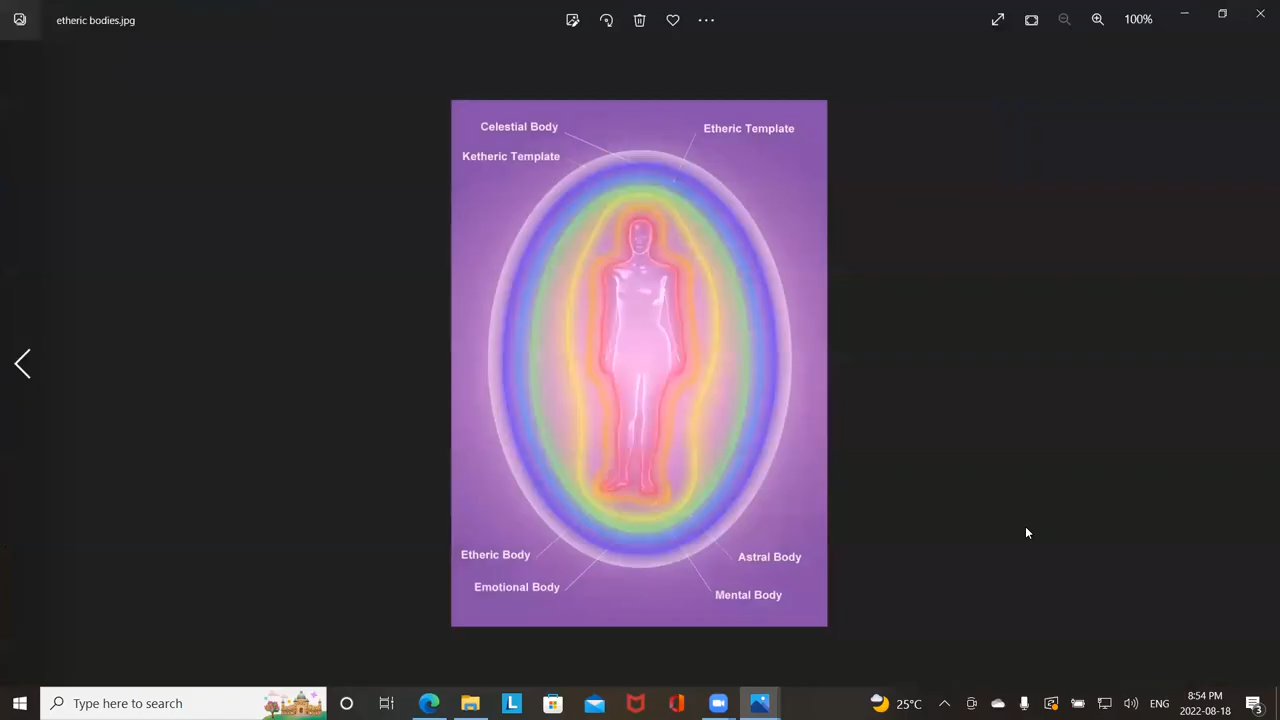 etheric bodies.jpg
100%
Celestial Body
Etheric Template
Ketheric Template
Etheric Body
Astral Body
Emotional Body
Mental Body
Type here to search
L
25°C
ENG
8:54 PM
2022-08-18
3